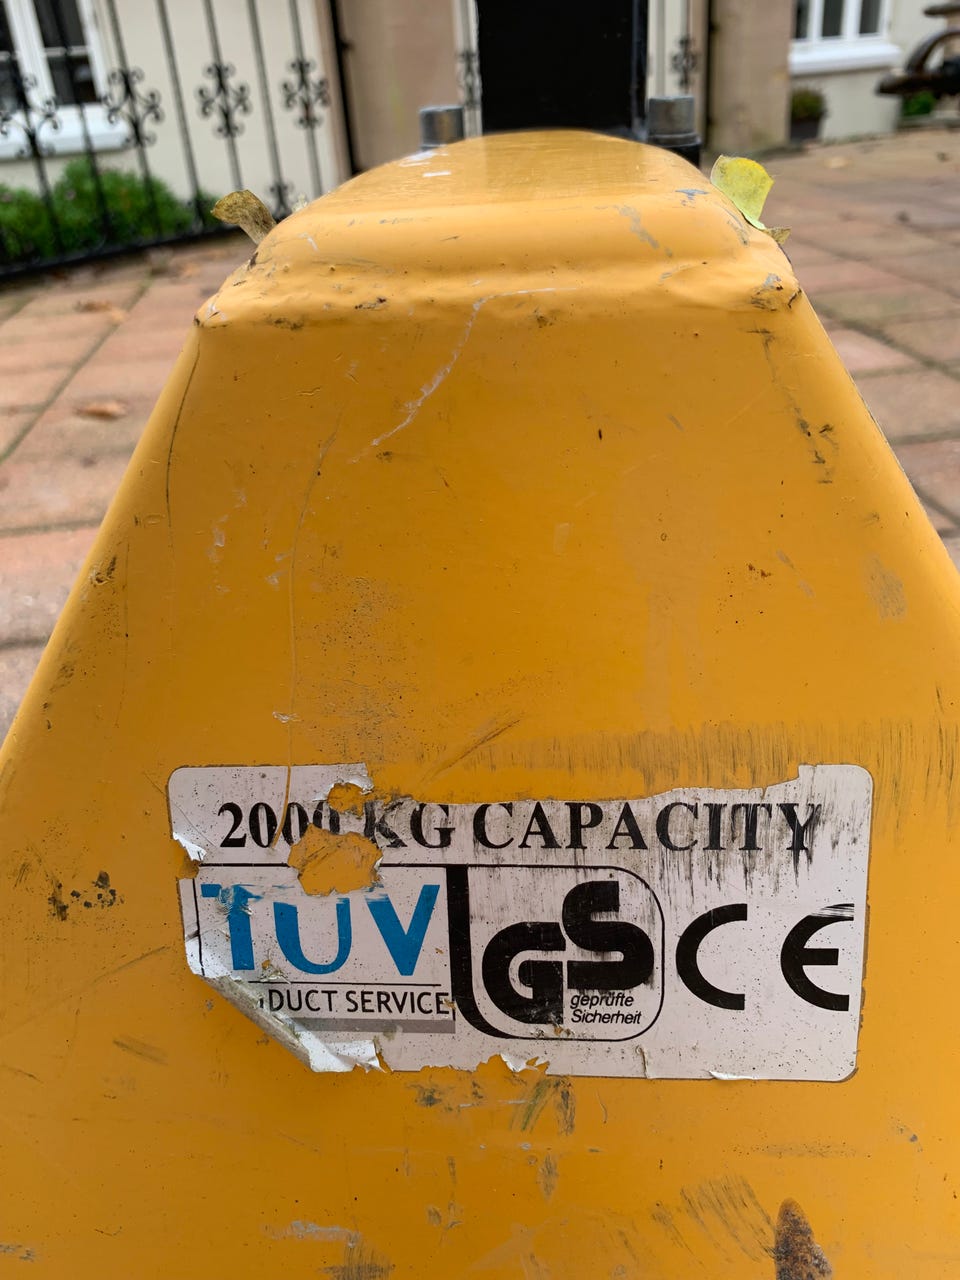 2000 KG CAPACITY
TUV
DUCT SERVICE
GS
geprüfte
Sicherheit
CE